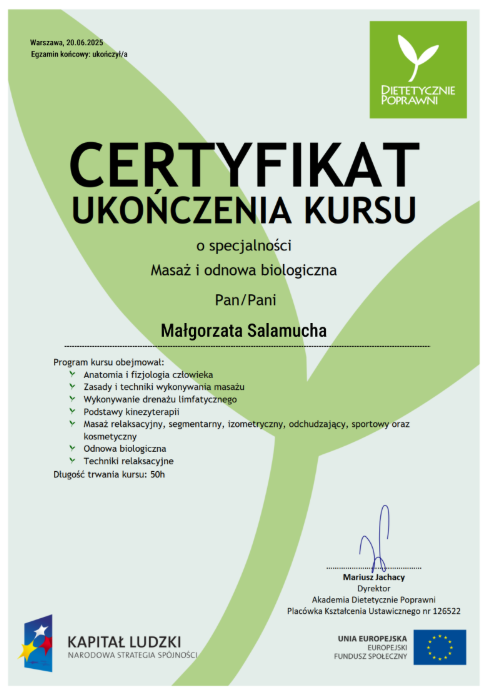 Warszawa, 20.06.2025
Egzamin końcowy: ukończył/a
DIETETYCZNIE
POPRAWNI
CERTYFIKAT
UKOŃCZENIA KURSU
o specjalności
Masaż i odnowa biologiczna
Pan/Pani
Małgorzata Salamucha
Program kursu obejmował:
Anatomia i fizjologia człowieka
Zasady i techniki wykonywania masażu
Wykonywanie drenażu limfatycznego
Podstawy kinezyterapii
Masaż relaksacyjny, segmentarny, izometryczny, odchudzający, sportowy oraz
kosmetyczny
Odnowa biologiczna
Techniki relaksacyjne
Długość trwania kursu: 50h
Mariusz Jachacy
Dyrektor
Akademia Dietetycznie Poprawni
Placówka Kształcenia Ustawicznego nr 126522
KAPITAŁ LUDZKI
NARODOWA STRATEGIA SPÓJNOŚCI
UNIA EUROPEJSKA
EUROPEJSKI
FUNDUSZ SPOŁECZNY